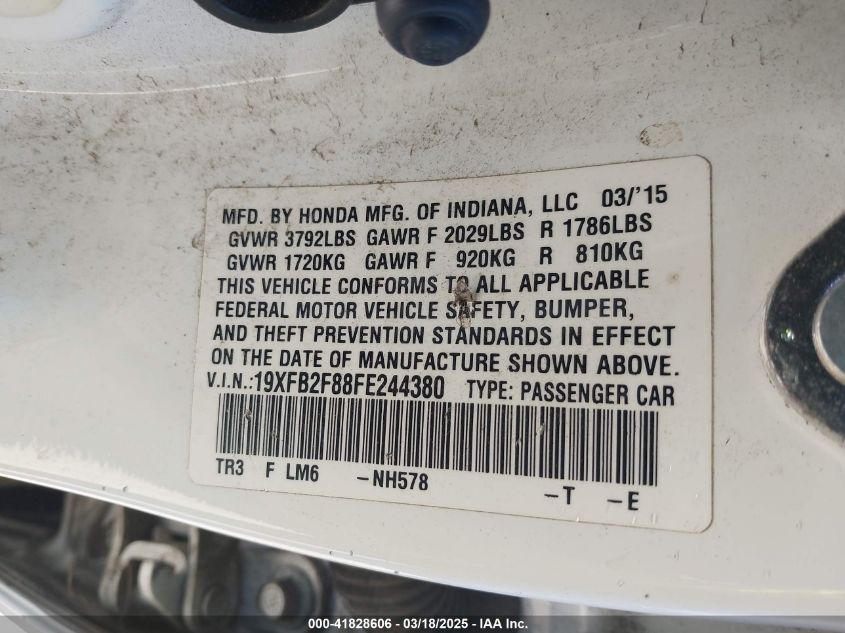 MFD. BY HONDA MFG. OF INDIANA, LLC 03/'15
GVWR 3792LBS GAWR F 2029LBS R 1786LBS
GVWR 1720KG GAWR F 920KG R 810KG
THIS VEHICLE CONFORMS TO ALL APPLICABLE
FEDERAL MOTOR VEHICLE SAFETY, BUMPER,
AND THEFT PREVENTION STANDARDS IN EFFECT
ON THE DATE OF MANUFACTURE SHOWN ABOVE.
V.I.N.:19XFB2F88FE244380 TYPE: PASSENGER CAR
TR3 F LM6 -NH578 -T -E
000-41828606 / 03/18/2025 - IAA Inc.